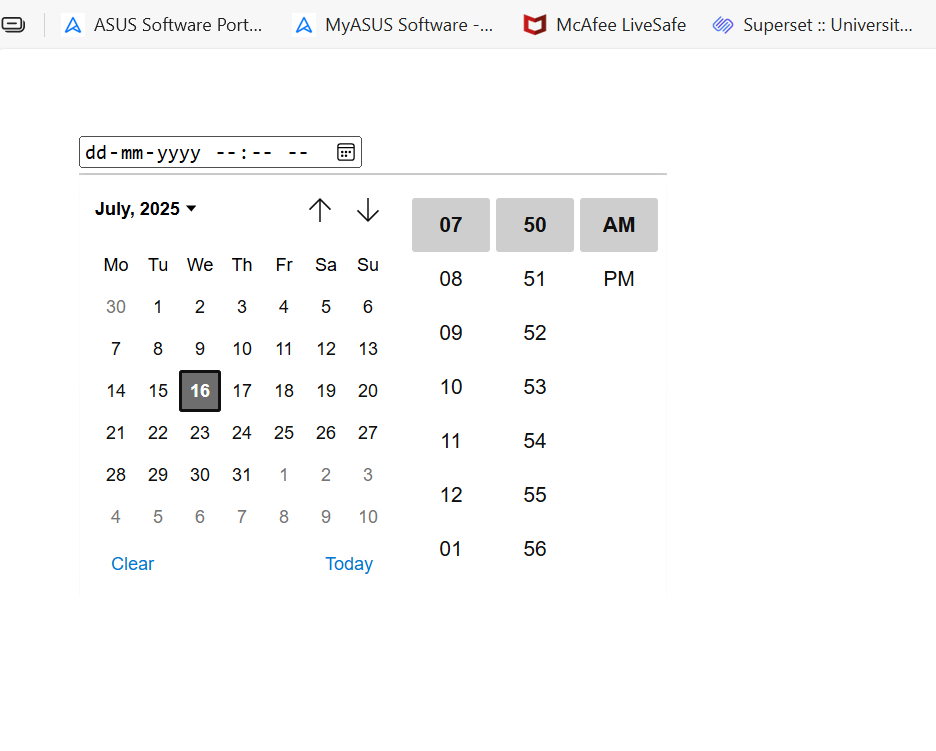 ASUS Software Port... MyASUS Software -... McAfee LiveSafe Superset :: Universit...
dd-mm-yyyy --:-- --
July, 2025
Mo Tu We Th Fr Sa Su
30 1 2 3 4 5 6
7 8 9 10 11 12 13
14 15 16 17 18 19 20
21 22 23 24 25 26 27
28 29 30 31 1 2 3
4 5 6 7 8 9 10
Clear Today
07 50 AM
08 51 PM
09 52
10 53
11 54
12 55
01 56